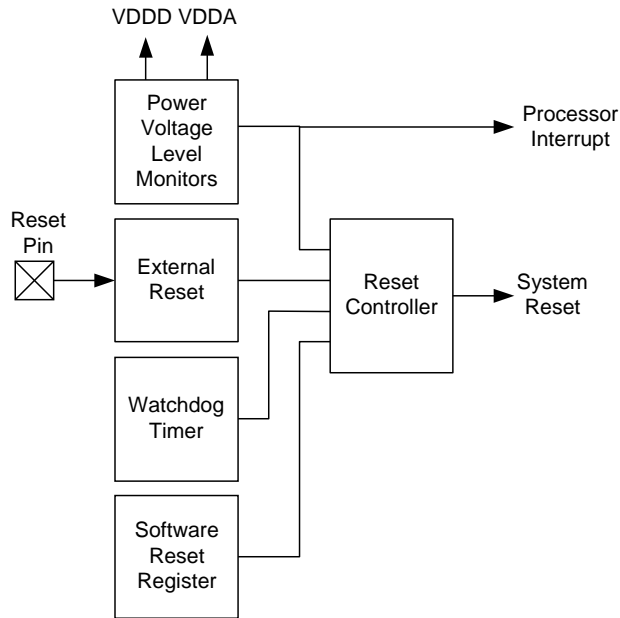 VDDD VDDA
Power
Voltage
Level
Monitors
Processor
Interrupt
Reset
Pin
External
Reset
Reset
Controller
System
Reset
Watchdog
Timer
Software
Reset
Register